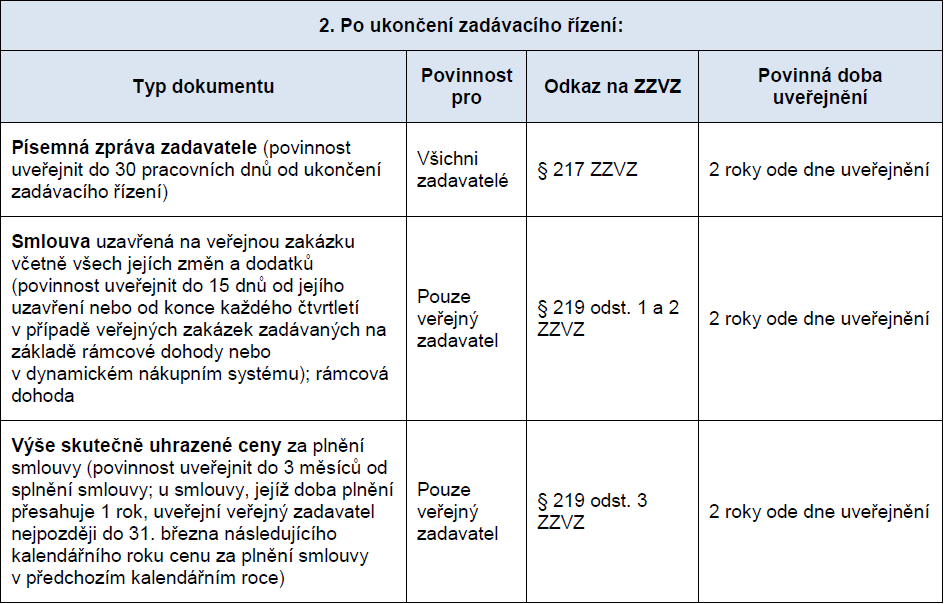 2. Po ukončení zadávacího řízení:
Typ dokumentu
Povinnost
pro
Odkaz na ZZVZ
Povinná doba
uveřejnění
Písemná zpráva zadavatele (povinnost
uveřejnit do 30 pracovních dnů od ukončení
zadávacího řízení)
Všichni
zadavatelé
§ 217 ZZVZ
2 roky ode dne uveřejnění
Smlouva uzavřená na veřejnou zakázku
včetně všech jejích změn a dodatků
(povinnost uveřejnit do 15 dnů od jejího
uzavření nebo od konce každého čtvrtletí
v případě veřejných zakázek zadávaných na
základě rámcové dohody nebo
v dynamickém nákupním systému); rámcová
dohoda
Pouze
veřejný
zadavatel
§ 219 odst. 1 a 2
ZZVZ
2 roky ode dne uveřejnění
Výše skutečně uhrazené ceny za plnění
smlouvy (povinnost uveřejnit do 3 měsíců od
splnění smlouvy; u smlouvy, jejíž doba plnění
přesahuje 1 rok, uveřejní veřejný zadavatel
nejpozději do 31. března následujícího
kalendářního roku cenu za plnění smlouvy
v předchozím kalendářním roce)
Pouze
veřejný
zadavatel
§ 219 odst. 3
ZZVZ
2 roky ode dne uveřejnění